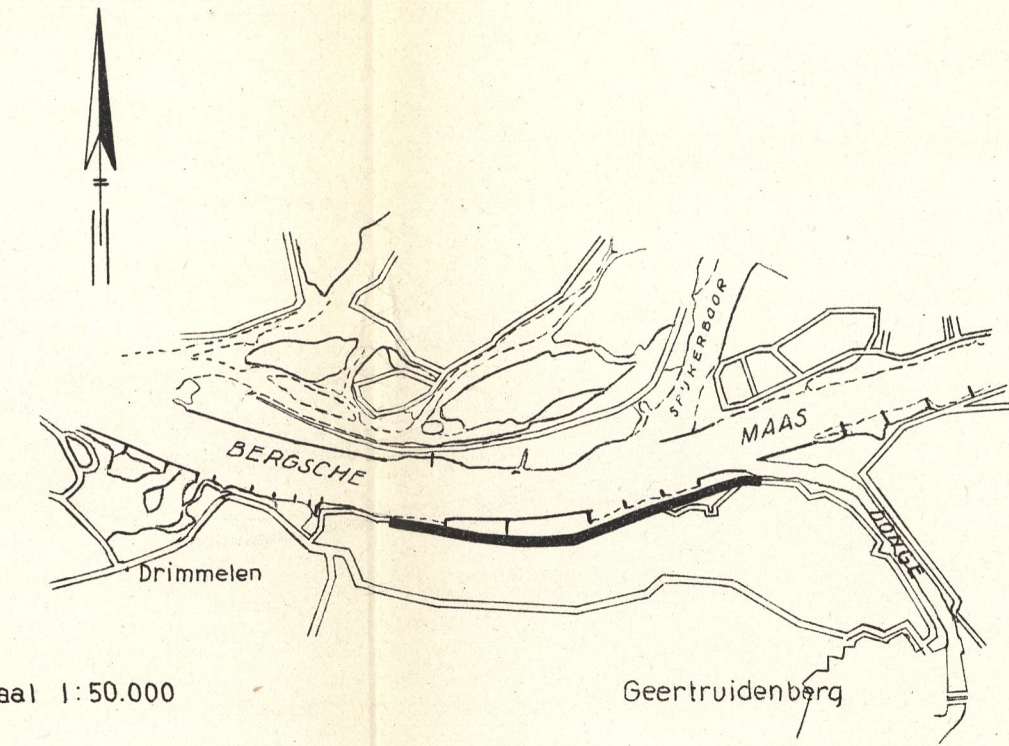 SPIJKERBOOR
MAAS
BERGSCHE
DONGE
Drimmelen
aal 1:50.000
Geertruidenberg